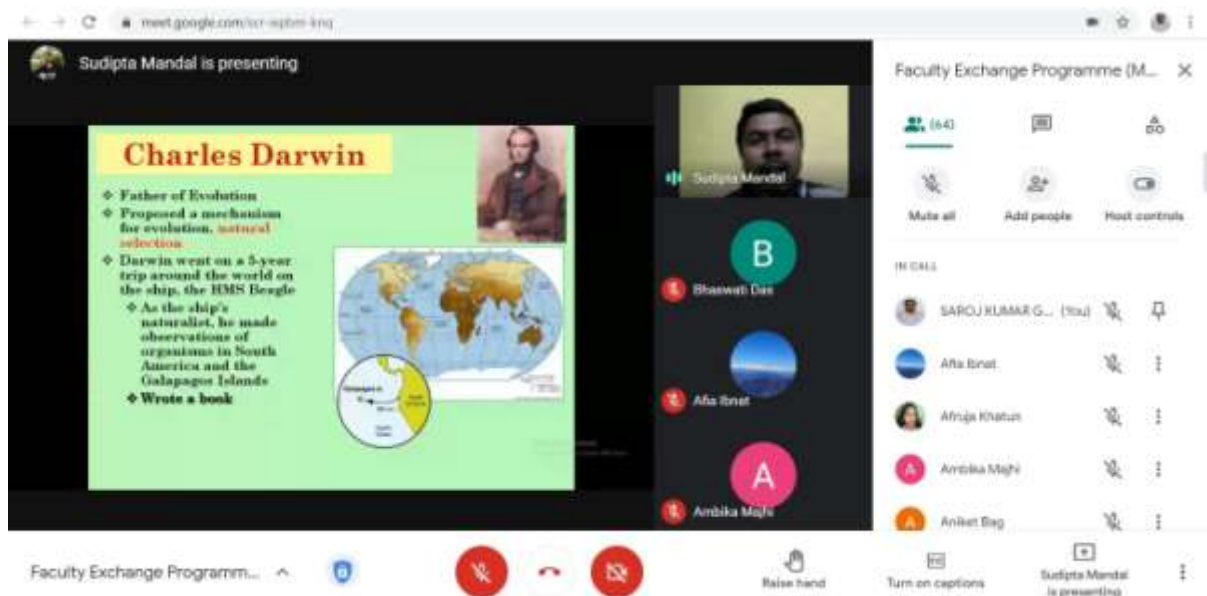 meet.google.com/
Sudipta Mandal is presenting
Charles Darwin
❖ Father of Evolution
❖ Proposed a mechanism
for evolution, natural
selection
❖ Darwin went on a 5-year
trip around the world on
the ship, the HMS Beagle
❖ As the ship's
naturalist, he made
observations of
organisms in South
America and the
Galapagos Islands
❖ Wrote a book
Sudipta Mandal
B
Bhaswati Das
Afia Ibnat
A
Ambika Majhi
Faculty Exchange Programme (M...
(64)
Mute all
Add people
Host controls
IN CALL
SAROJ KUMAR G... (You)
Afia Ibnat
Afruja Khatun
A Ambika Majhi
A Aniket Bag
Faculty Exchange Programm...
Raise hand
Turn on captions
Sudipta Mandal
is presenting